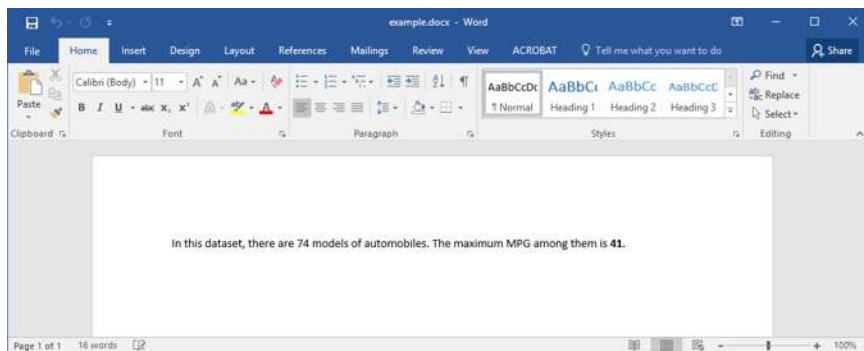 example.docx - Word
File Home Insert Design Layout References Mailings Review View ACROBAT Tell me what you want to do Share
Calibri (Body) 11 A A Aa AaBbCcDc AaBbCc AaBbCc AaBbCcC Find
Paste B I U abc X, X' A aby A ¶ Normal Heading 1 Heading 2 Heading 3 Replace
Select
Clipboard Font Paragraph Styles Editing
In this dataset, there are 74 models of automobiles. The maximum MPG among them is 41.
Page 1 of 1 16 words 100%